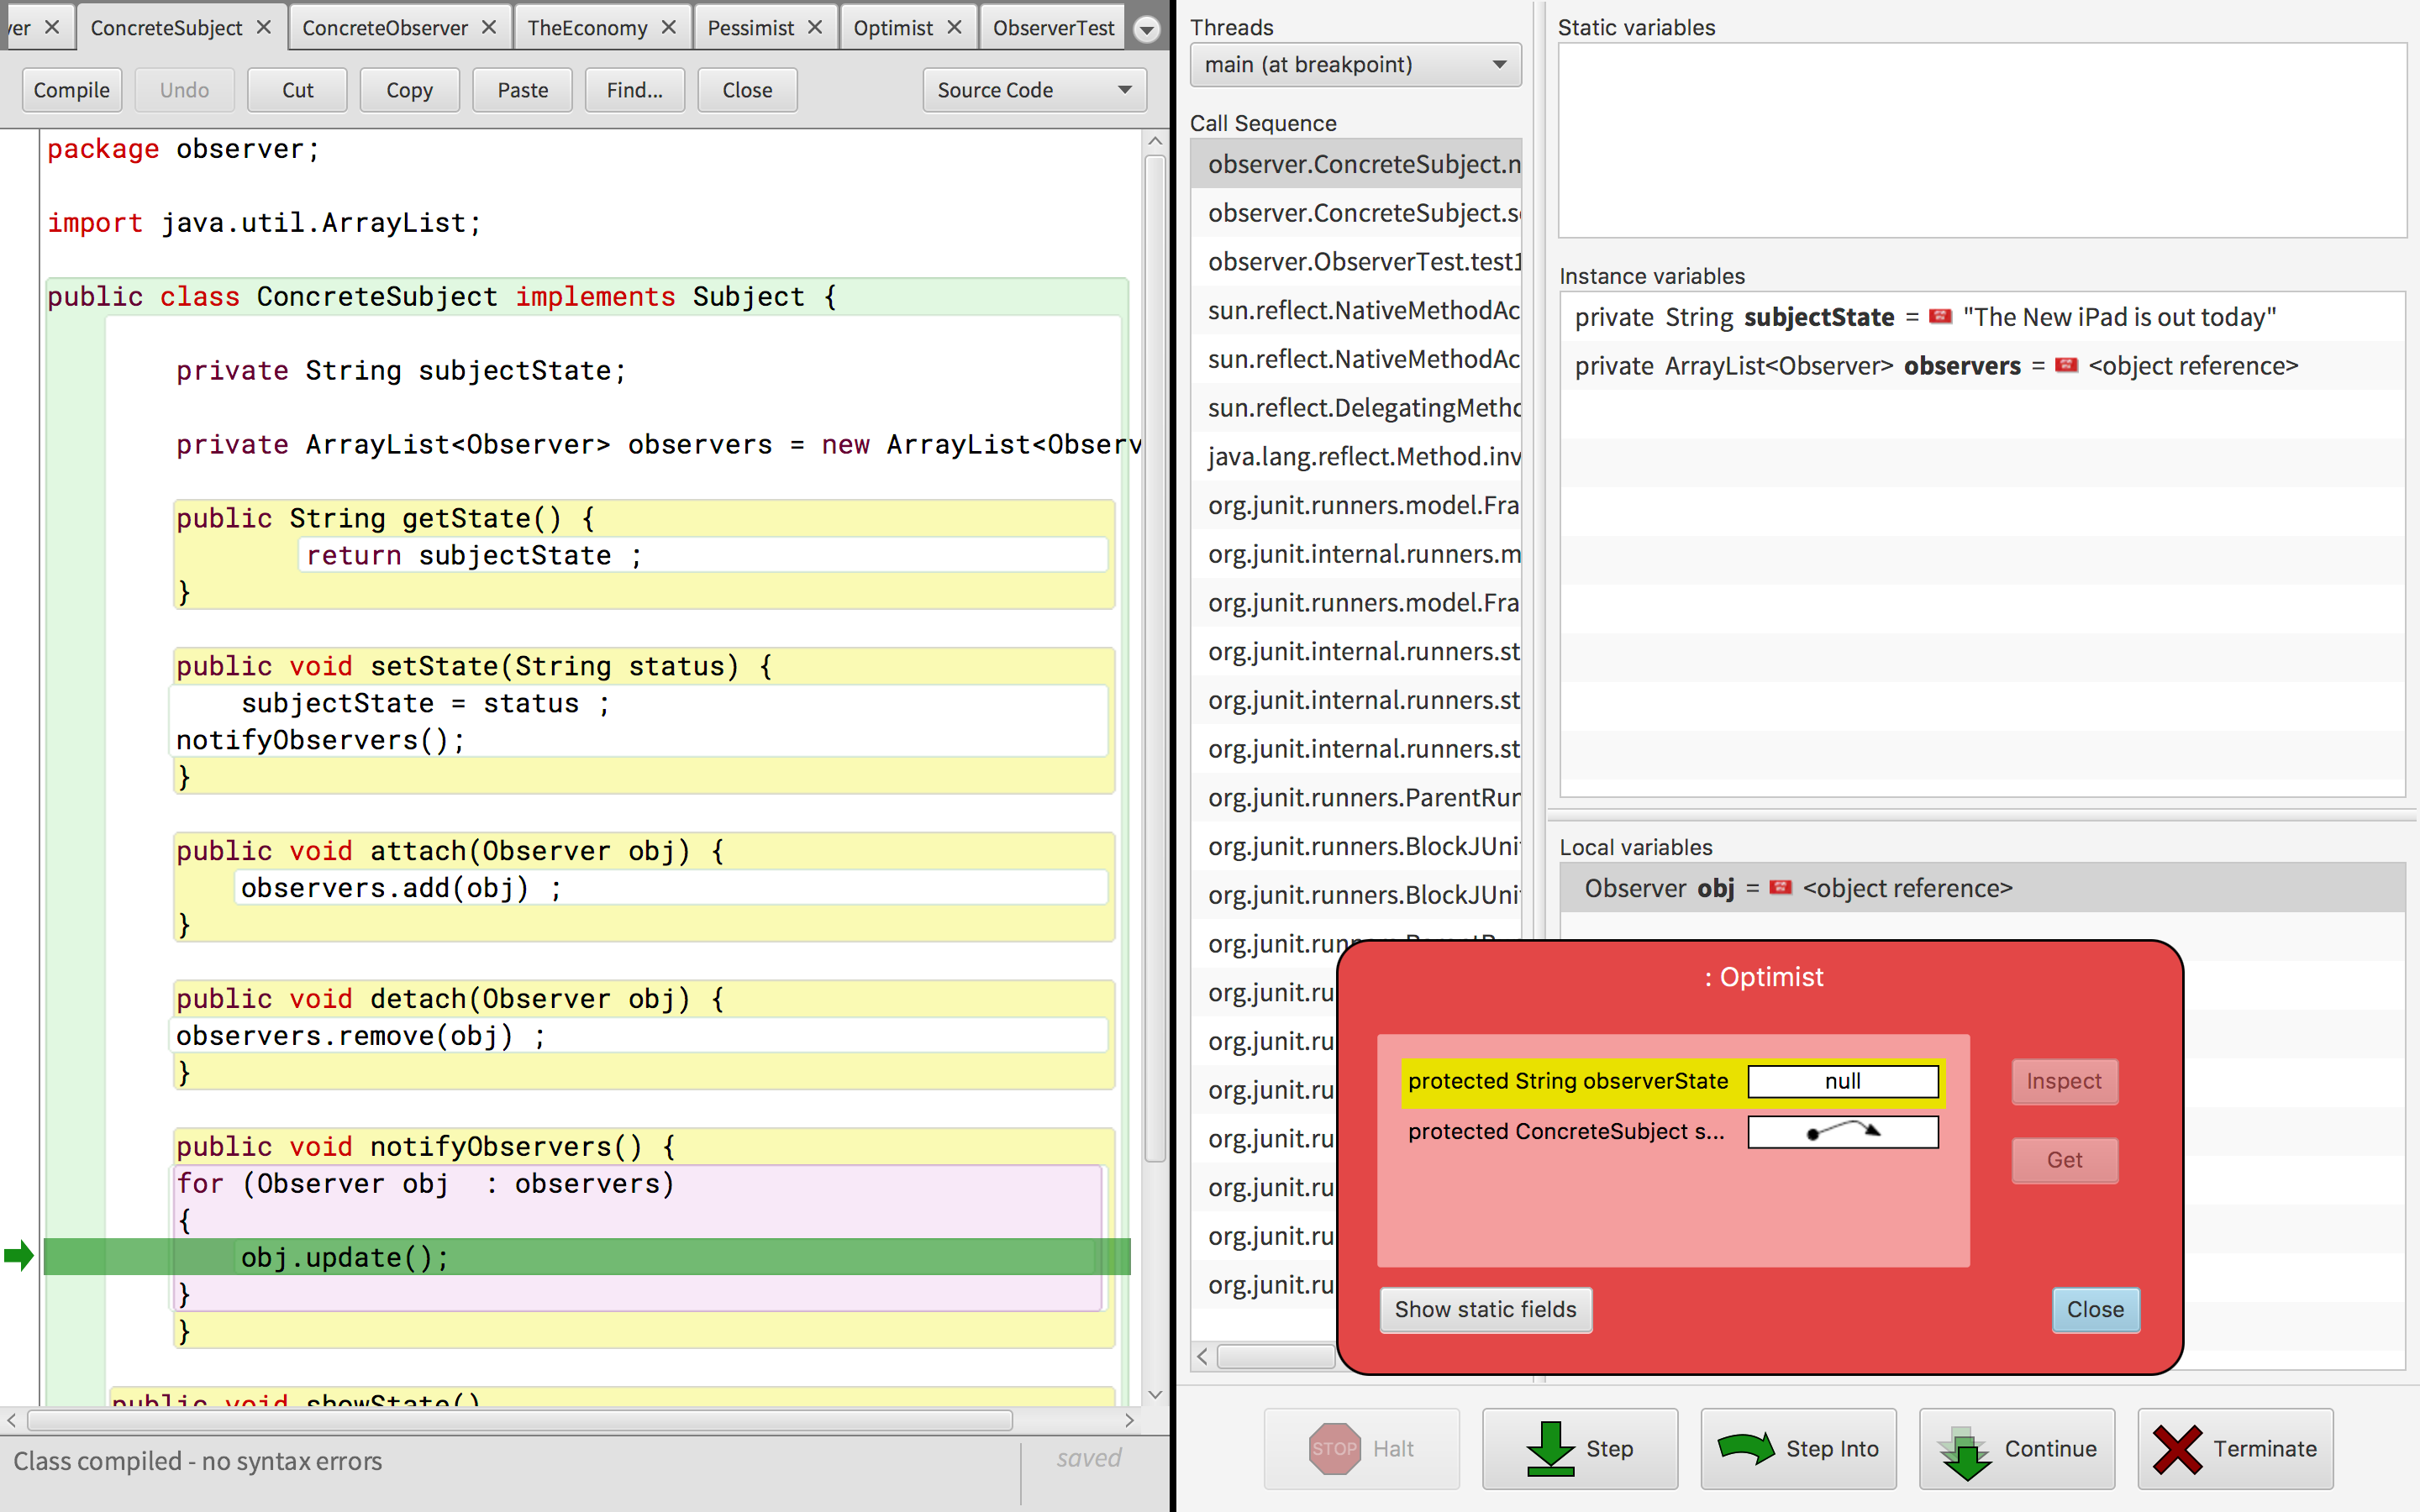 ver
ConcreteSubject
ConcreteObserver
TheEconomy
Pessimist
Optimist
ObserverTest
Compile
Undo
Cut
Copy
Paste
Find...
Close
Source Code
package observer;
import java.util.ArrayList;
public class ConcreteSubject implements Subject {
private String subjectState;
private ArrayList<Observer> observers = new ArrayList<Observ
public String getState() {
return subjectState ;
}
public void setState(String status) {
subjectState = status ;
notifyObservers();
}
public void attach(Observer obj) {
observers.add(obj) ;
}
public void detach(Observer obj) {
observers.remove(obj) ;
}
public void notifyObservers() {
for (Observer obj  : observers)
{
obj.update();
}
}
public void showState()
Class compiled - no syntax errors
saved
Threads
main (at breakpoint)
Call Sequence
observer.ConcreteSubject.n
observer.ConcreteSubject.s
observer.ObserverTest.test1
sun.reflect.NativeMethodAc
sun.reflect.NativeMethodAc
sun.reflect.DelegatingMetho
java.lang.reflect.Method.inv
org.junit.runners.model.Fra
org.junit.internal.runners.m
org.junit.runners.model.Fra
org.junit.internal.runners.st
org.junit.internal.runners.st
org.junit.internal.runners.st
org.junit.runners.ParentRun
org.junit.runners.BlockJUni
org.junit.runners.BlockJUni
org.junit.runners.ParentRu
org.junit.ru
org.junit.ru
org.junit.ru
org.junit.ru
org.junit.ru
org.junit.ru
org.junit.ru
Static variables
Instance variables
private String subjectState = "The New iPad is out today"
private ArrayList<Observer> observers = <object reference>
Local variables
Observer obj = <object reference>
: Optimist
protected String observerState null
protected ConcreteSubject s...
Inspect
Get
Show static fields
Close
STOP Halt
Step
Step Into
Continue
Terminate